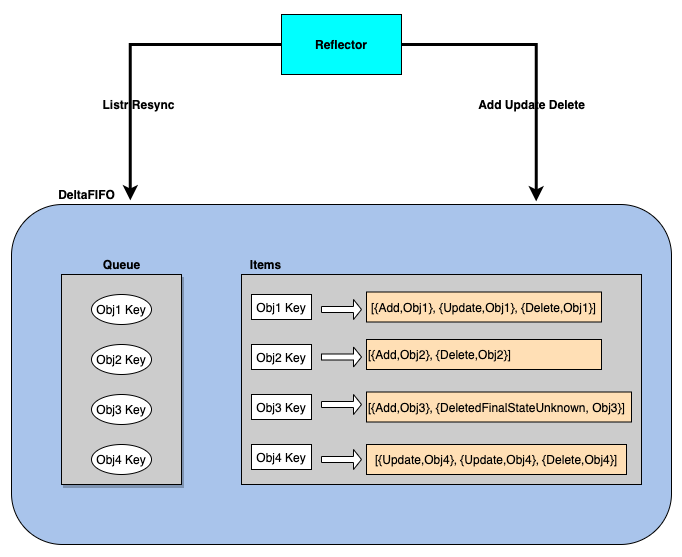 Reflector
Listr Resync
Add Update Delete
DeltaFIFO
Queue
Items
Obj1 Key
Obj1 Key
[{Add,Obj1}, {Update,Obj1}, {Delete,Obj1}]
Obj2 Key
Obj2 Key
[{Add,Obj2}, {Delete,Obj2}]
Obj3 Key
Obj3 Key
[{Add,Obj3}, {DeletedFinalStateUnknown, Obj3}]
Obj4 Key
Obj4 Key
[{Update,Obj4}, {Update,Obj4}, {Delete,Obj4}]